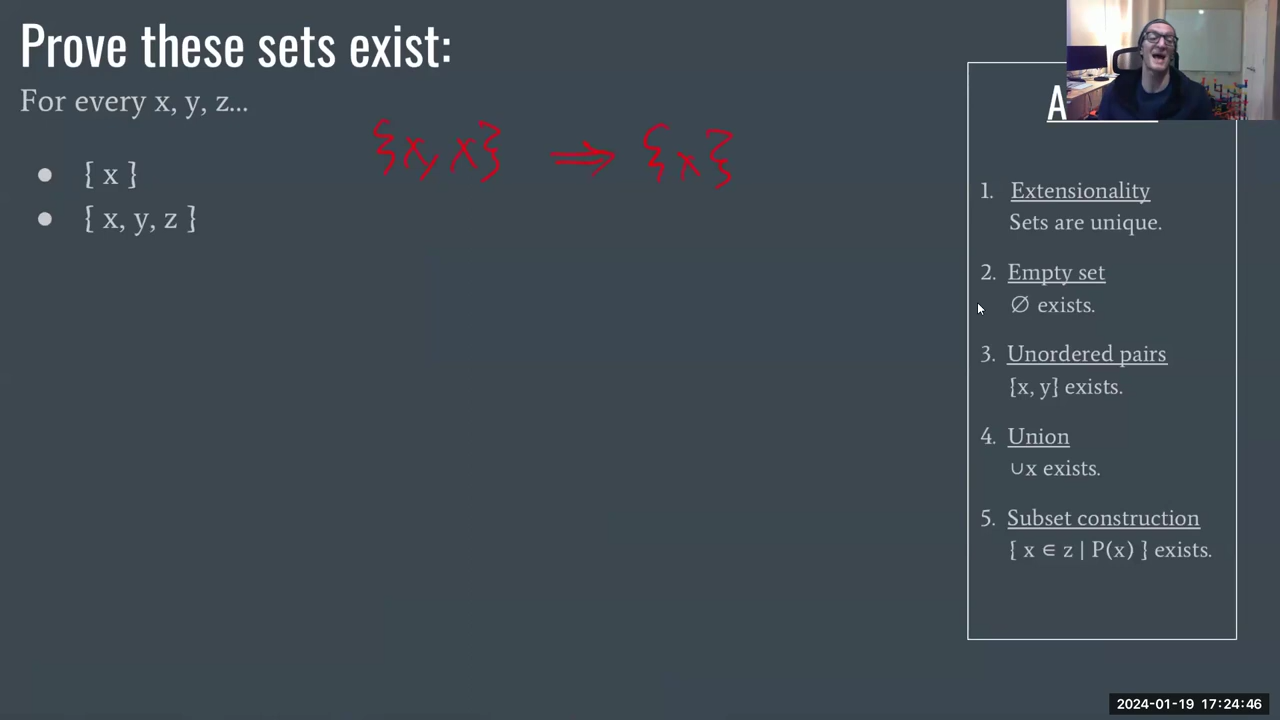 Prove these sets exist:
For every x, y, z...
{x, x} ⇒ {x}
● { x }
● { x, y, z }
A
1. Extensionality
Sets are unique.
2. Empty set
∅ exists.
3. Unordered pairs
{x, y} exists.
4. Union
∪x exists.
5. Subset construction
{ x ∈ z | P(x) } exists.
2024-01-19 17:24:46